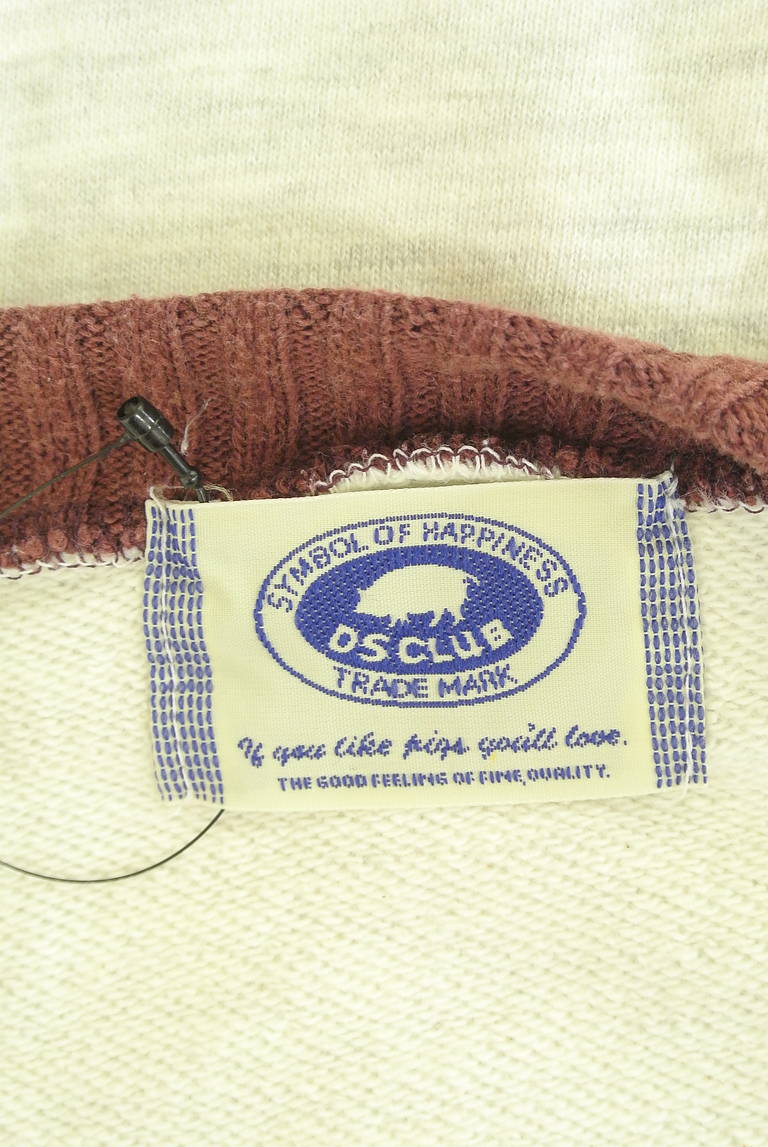 SYMBOL OF HAPPINESS
DS CLUB
TRADE MARK
If you like pigs you'll love.
THE GOOD FEELING OF FINE, QUALITY.